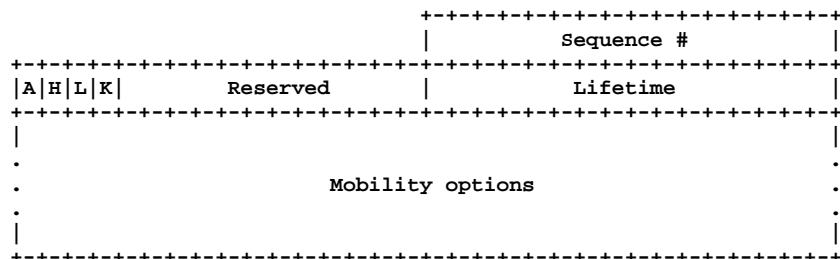 +-+-+-+-+-+-+-+-+-+-+-+-+-+-+-+-+
                                |          Sequence #           |
+-+-+-+-+-+-+-+-+-+-+-+-+-+-+-+-+-+-+-+-+-+-+-+-+-+-+-+-+-+-+-+-+
|A|H|L|K|        Reserved       |           Lifetime            |
+-+-+-+-+-+-+-+-+-+-+-+-+-+-+-+-+-+-+-+-+-+-+-+-+-+-+-+-+-+-+-+-+
|                                                               |
.                                                               .
.                        Mobility options                       .
.                                                               .
|                                                               |
+-+-+-+-+-+-+-+-+-+-+-+-+-+-+-+-+-+-+-+-+-+-+-+-+-+-+-+-+-+-+-+-+